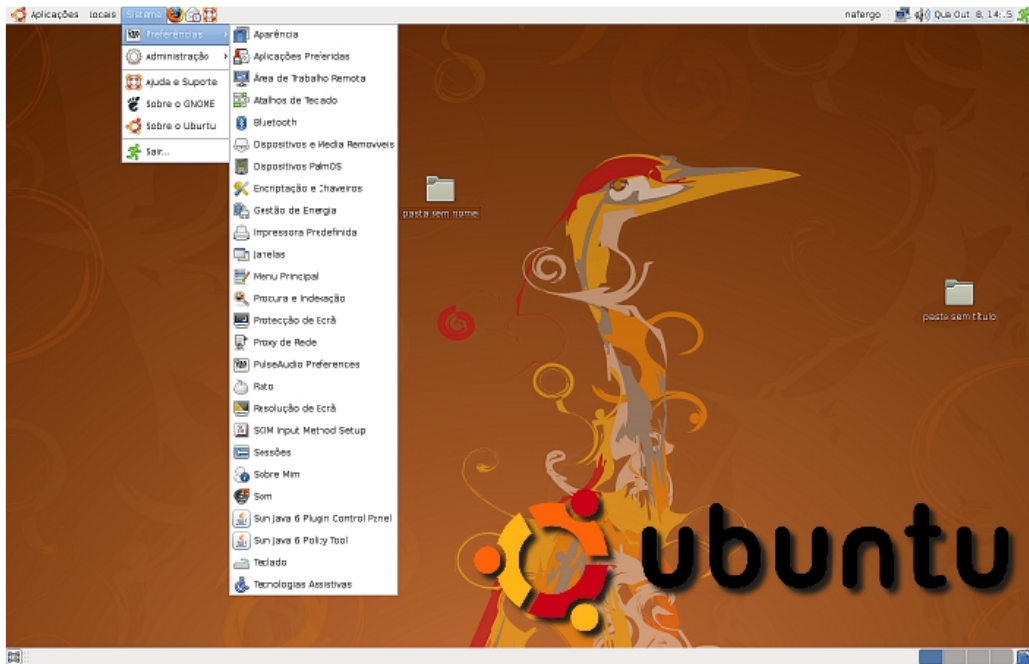 Aplicações Locais Sistema
nafergo Qua Out 8, 14:
Preferências
Administração
Ajuda e Suporte
Sobre o GNOME
Sobre o Ubuntu
Sair...
Aparência
Aplicações Preferidas
Área de Trabalho Remota
Atalhos de Teclado
Bluetooth
Dispositivos e Media Removíveis
Dispositivos PalmOS
Encriptação e Chaveiros
Gestão de Energia
Impressora Predefinida
Janelas
Menu Principal
Procura e Indexação
Protecção de Ecrã
Proxy de Rede
PulseAudio Preferences
Rato
Resolução de Ecrã
SCIM Input Method Setup
Sessões
Sobre Mim
Som
Sun Java 6 Plugin Control Panel
Sun Java 6 Policy Tool
Teclado
Tecnologias Assistivas
pasta sem nome
pasta sem título
ubuntu